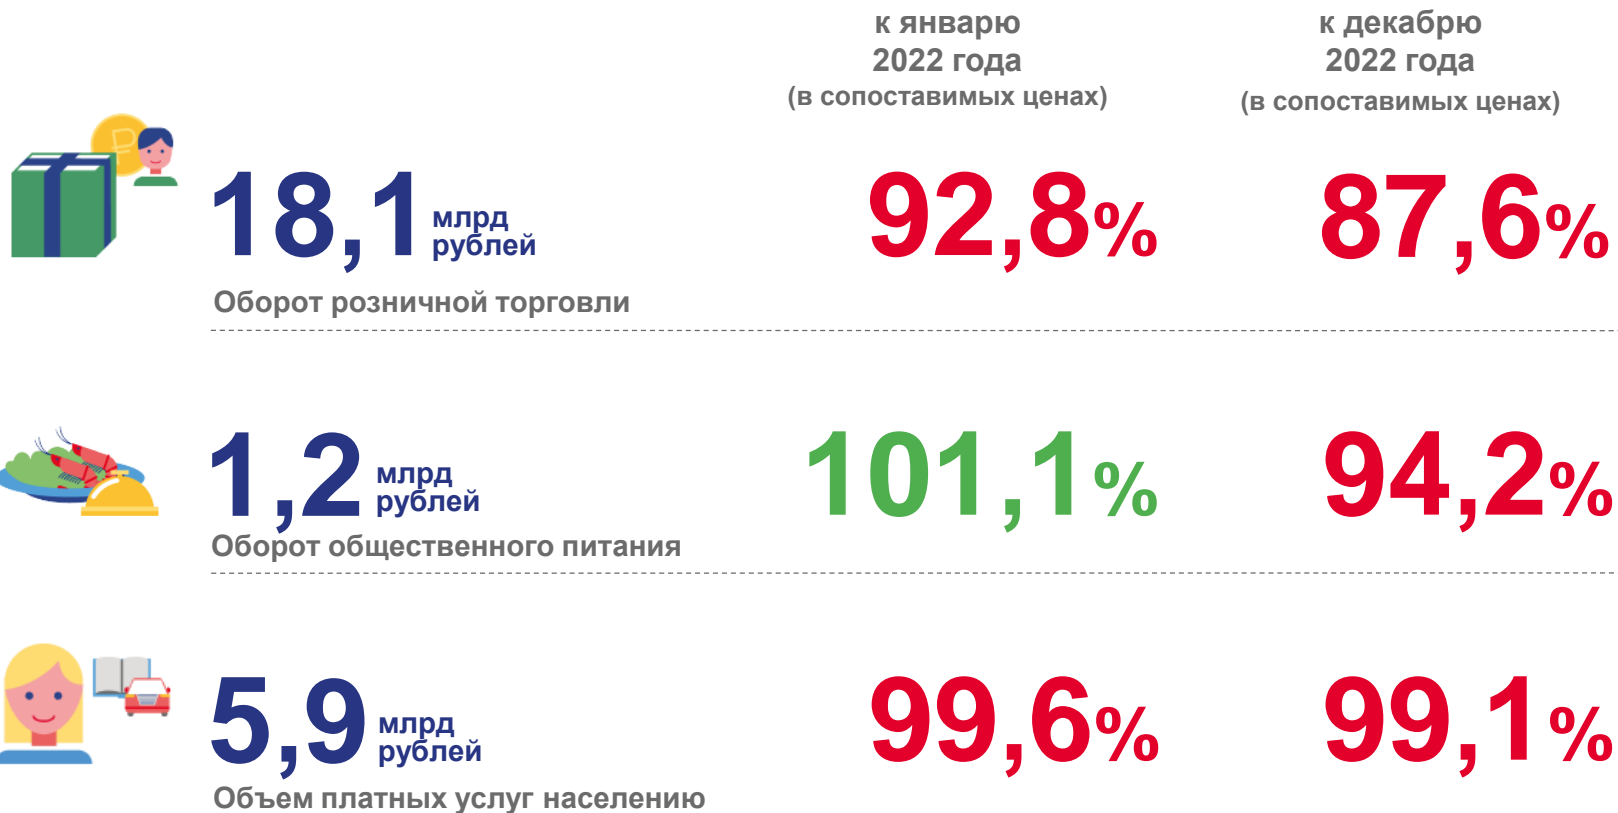 к январю
2022 года
(в сопоставимых ценах)
к декабрю
2022 года
(в сопоставимых ценах)
18,1 млрд
рублей
92,8%
87,6%
Оборот розничной торговли
1,2 млрд
рублей
101,1%
94,2%
Оборот общественного питания
5,9 млрд
рублей
99,6%
99,1%
Объем платных услуг населению